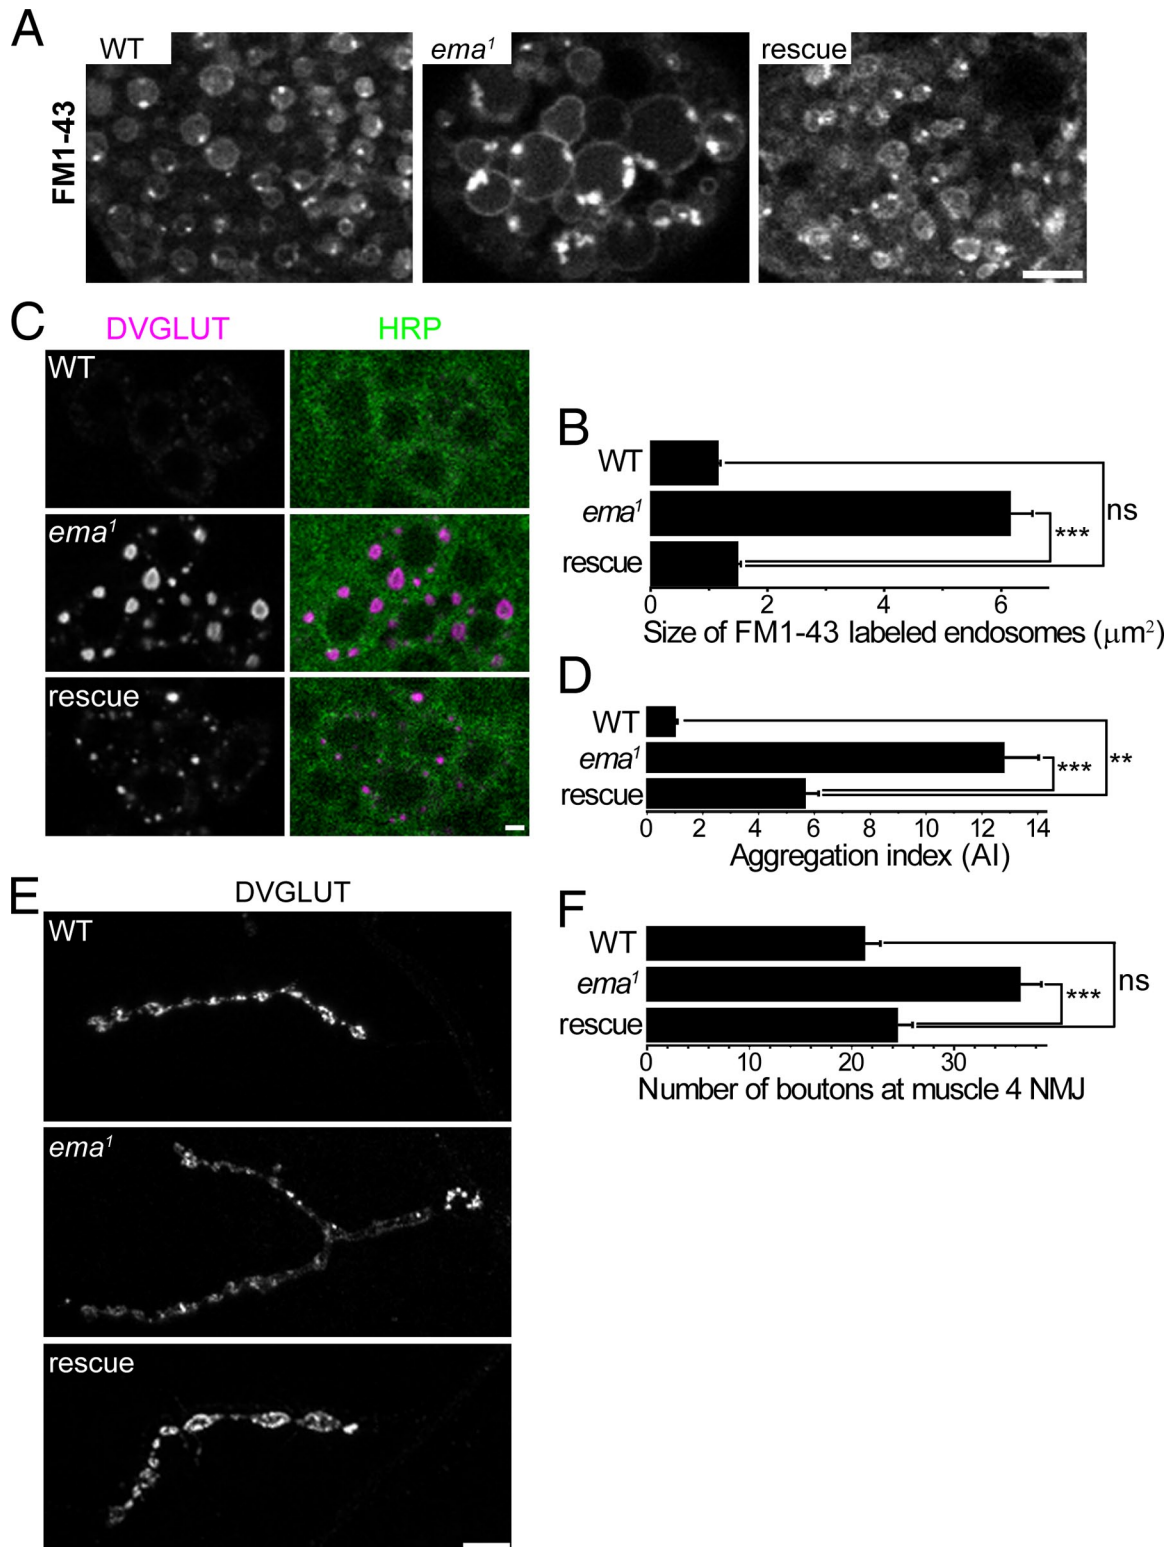 A
WT
ema¹
rescue
FM1-43
C
DVGLUT
HRP
WT
ema¹
rescue
B
WT
ema¹
rescue
ns
***
0 2 4 6
Size of FM1-43 labeled endosomes (μm²)
D
WT
ema¹
rescue
***
**
0 2 4 6 8 10 12 14
Aggregation index (AI)
E
DVGLUT
WT
ema¹
rescue
F
WT
ema¹
rescue
***
ns
0 10 20 30
Number of boutons at muscle 4 NMJ